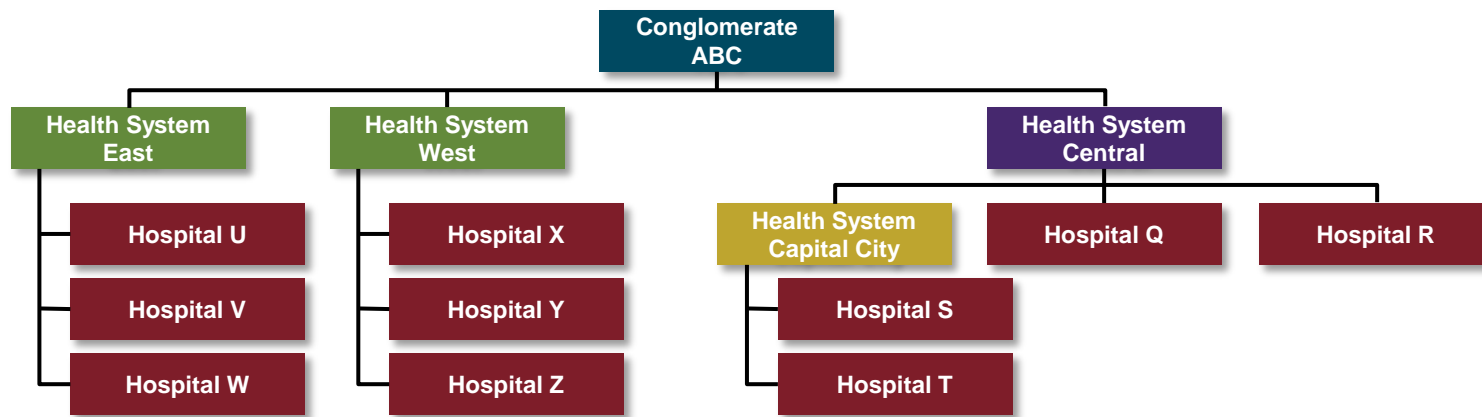 Conglomerate
ABC
Health System
East
Health System
West
Health System
Central
Hospital U
Hospital V
Hospital W
Hospital X
Hospital Y
Hospital Z
Health System
Capital City
Hospital Q
Hospital R
Hospital S
Hospital T